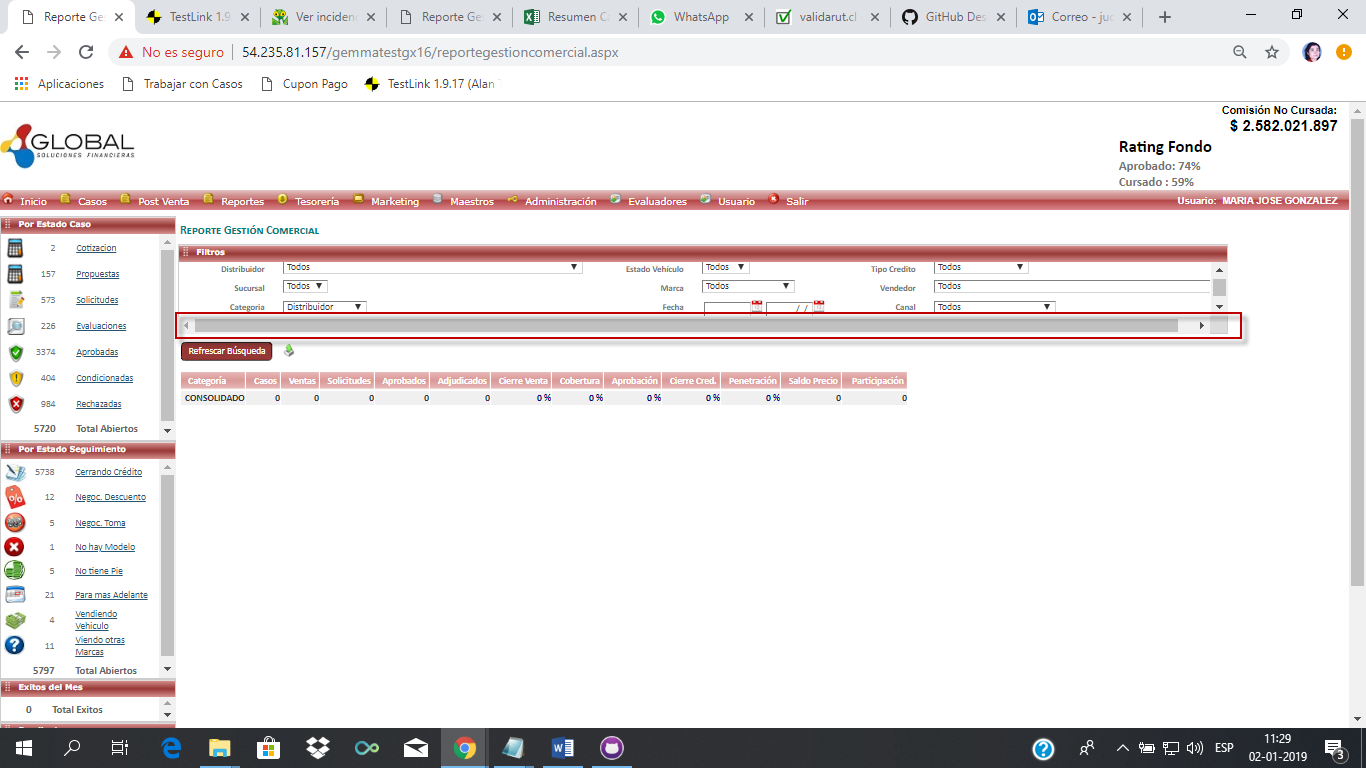 Reporte Ges
TestLink 1.9
Ver inciden
Reporte Ges
Resumen C
WhatsApp
validarut.cl
GitHub Des
Correo - juc
No es seguro
54.235.81.157/gemmatestgx16/reportegestioncomercial.aspx
Aplicaciones
Trabajar con Casos
Cupon Pago
TestLink 1.9.17 (Alan
Comisión No Cursada:
$ 2.582.021.897
GLOBAL
SOLUCIONES FINANCIERAS
Rating Fondo
Aprobado: 74%
Cursado : 59%
Inicio Casos Post Venta Reportes Tesorería Marketing Maestros Administración Evaluadores Usuario Salir
Usuario: MARIA JOSE GONZALEZ
Por Estado Caso
2 Cotizacion
157 Propuestas
573 Solicitudes
226 Evaluaciones
3374 Aprobadas
404 Condicionadas
984 Rechazadas
5720 Total Abiertos
Por Estado Seguimiento
5738 Cerrando Crédito
12 Negoc. Descuento
5 Negoc. Toma
1 No hay Modelo
5 No tiene Pie
21 Para mas Adelante
4 Vendiendo
Vehiculo
11 Viendo otras
Marcas
5797 Total Abiertos
Exitos del Mes
0 Total Exitos
Reporte Gestión Comercial
Filtros
Distribuidor Todos Estado Vehículo Todos Tipo Credito Todos
Sucursal Todos Marca Todos Vendedor Todos
Categoria Distribuidor Fecha / / Canal Todos
Refrescar Búsqueda
Categoría Casos Ventas Solicitudes Aprobados Adjudicados Cierre Venta Cobertura Aprobación Cierre Cred. Penetración Saldo Precio Participación
CONSOLIDADO 0 0 0 0 0 0 % 0 % 0 % 0 % 0 % 0 0
ESP
11:29
02-01-2019
3